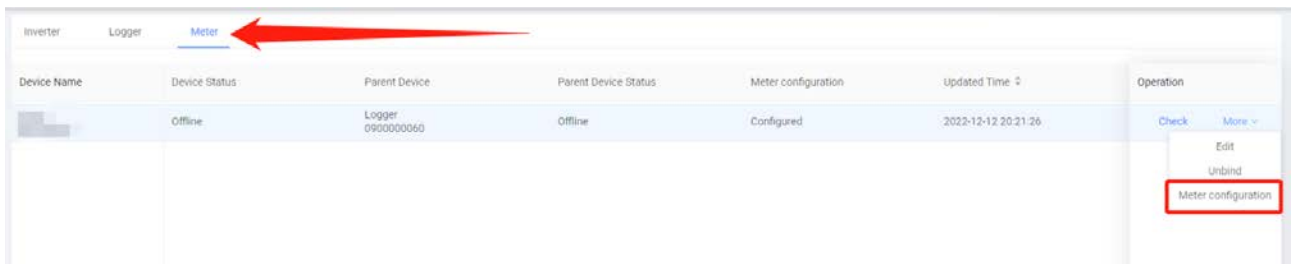 Inverter Logger Meter
Device Name Device Status Parent Device Parent Device Status Meter configuration Updated Time Operation
Offline Logger 0900000060 Offline Configured 2022-12-12 20:21:26 Check More
Edit
Unbind
Meter configuration